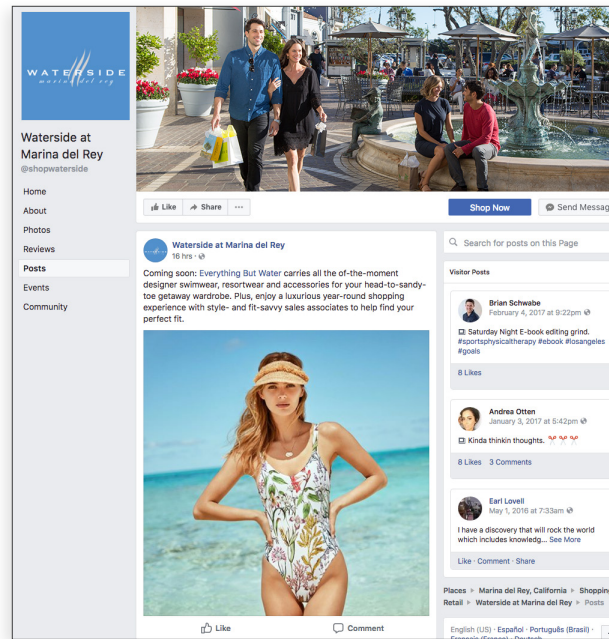 WATERSIDE
marina del rey
Waterside at
Marina del Rey
@shopwaterside
Home
About
Photos
Reviews
Posts
Events
Community
Like
Share
Shop Now
Send Messag
Waterside at Marina del Rey
16 hrs ·
Coming soon: Everything But Water carries all the of-the-moment
designer swimwear, resortwear and accessories for your head-to-sandy-
toe getaway wardrobe. Plus, enjoy a luxurious year-round shopping
experience with style- and fit-savvy sales associates to help find your
perfect fit.
Like
Comment
Search for posts on this Page
Visitor Posts
Brian Schwabe
February 4, 2017 at 9:22pm
Saturday Night E-book editing grind.
#sportsphysicaltherapy #ebook #losangeles
#goals
8 Likes
Andrea Otten
January 3, 2017 at 5:42pm
Kinda thinkin thoughts.
8 Likes 3 Comments
Earl Lovell
May 1, 2016 at 7:33am
I have a discovery that will rock the world
which includes knowledg... See More
Like · Comment · Share
Places Marina del Rey, California Shopping
Retail Waterside at Marina del Rey Posts
English (US) · Español · Português (Brasil) ·
Français (France) · Deutsch